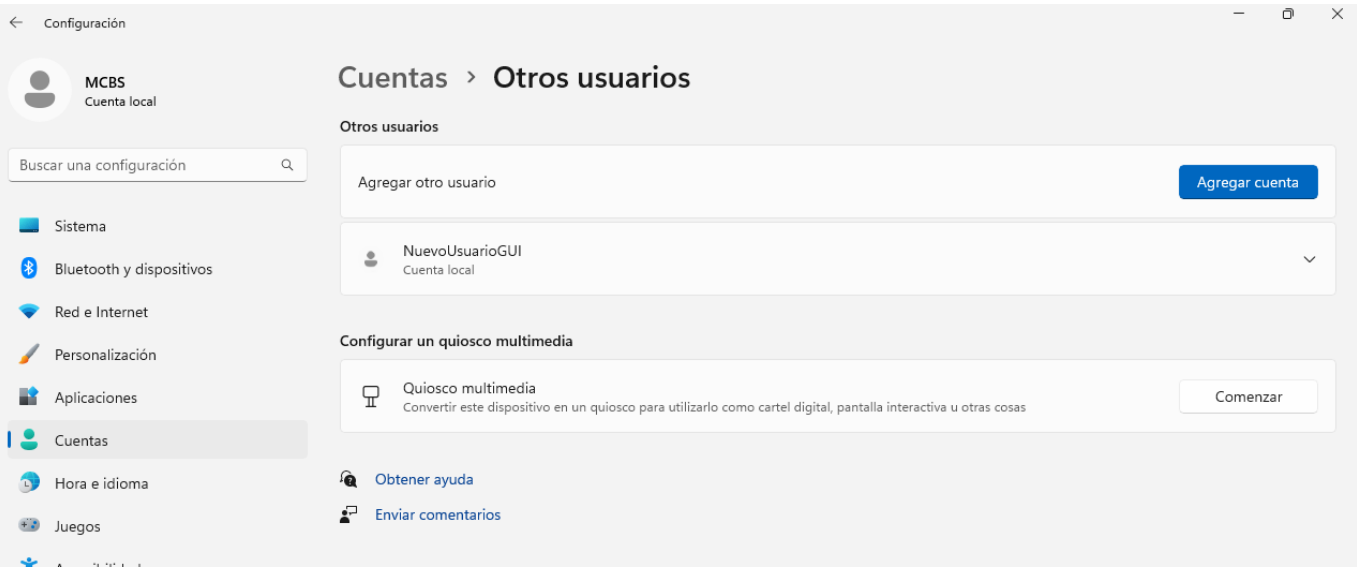 Configuración
MCBS
Cuenta local
Buscar una configuración
Sistema
Bluetooth y dispositivos
Red e Internet
Personalización
Aplicaciones
Cuentas
Hora e idioma
Juegos
Cuentas > Otros usuarios
Otros usuarios
Agregar otro usuario
Agregar cuenta
NuevoUsuarioGUI
Cuenta local
Configurar un quiosco multimedia
Quiosco multimedia
Convertir este dispositivo en un quiosco para utilizarlo como cartel digital, pantalla interactiva u otras cosas
Comenzar
Obtener ayuda
Enviar comentarios